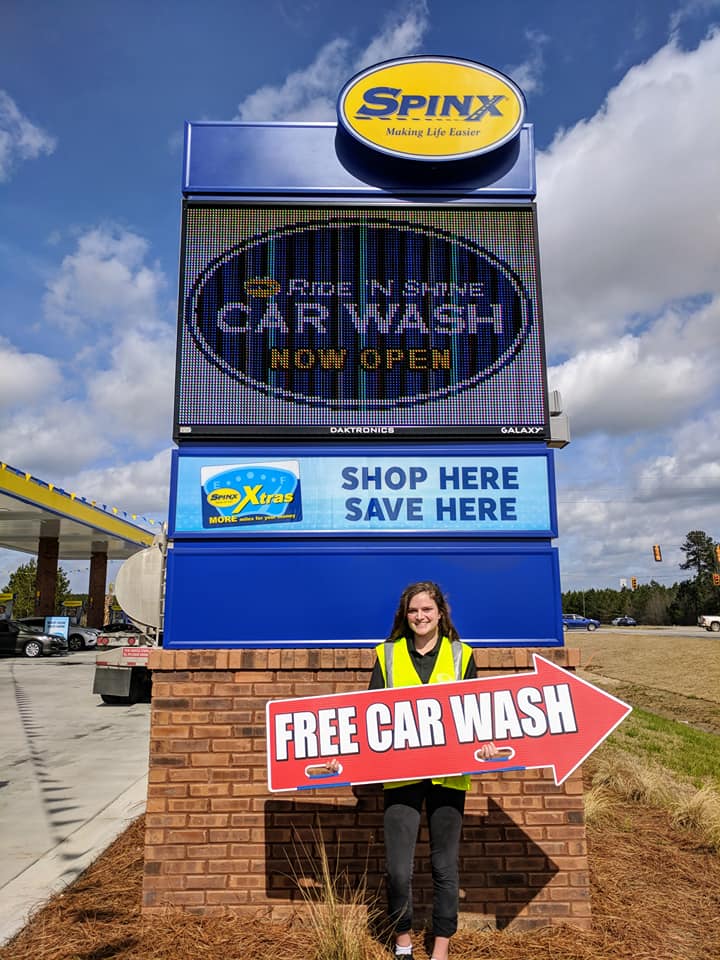 SPINX
Making Life Easier
RIDE 'N SHINE
CAR WASH
NOW OPEN
DAKTRONICS GALAXY
SPINX Xtras
MORE miles for your money
SHOP HERE
SAVE HERE
FREE CAR WASH